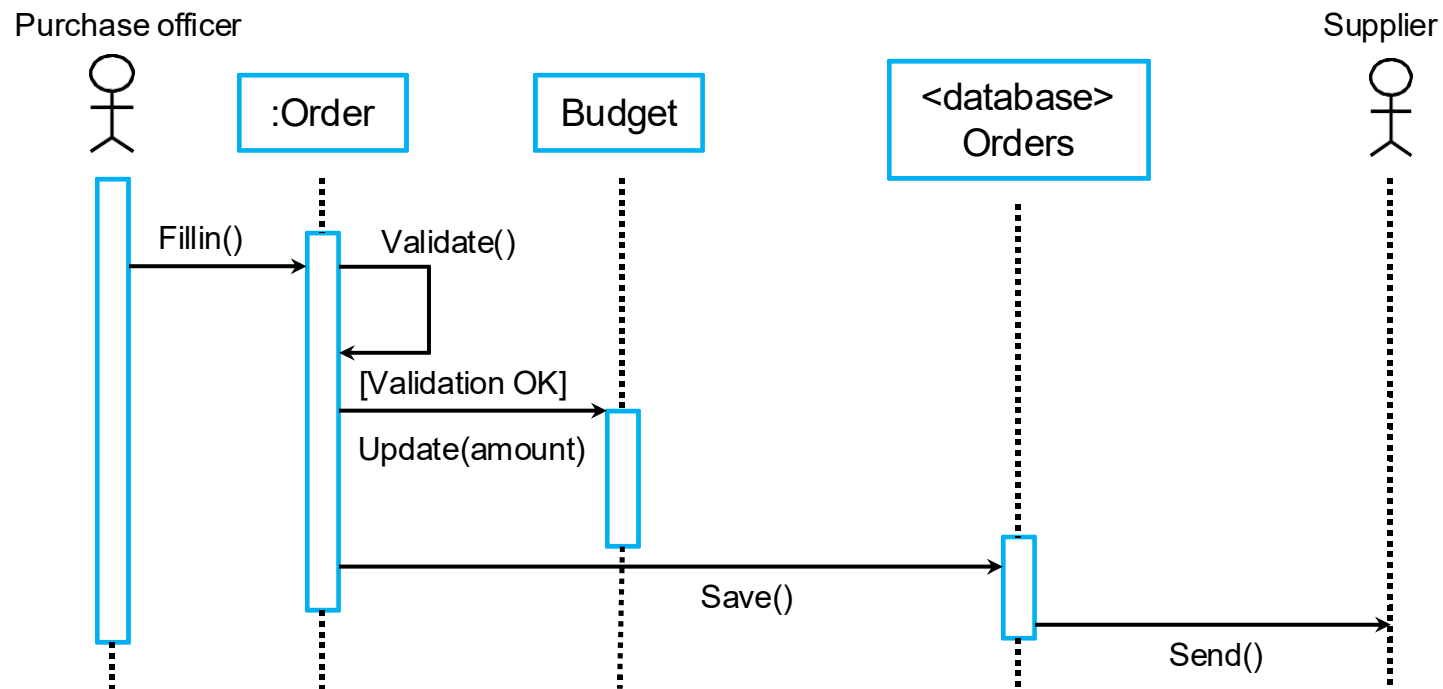 Purchase officer
Supplier
:Order
Budget
<database>
Orders
Fillin()
Validate()
[Validation OK]
Update(amount)
Save()
Send()